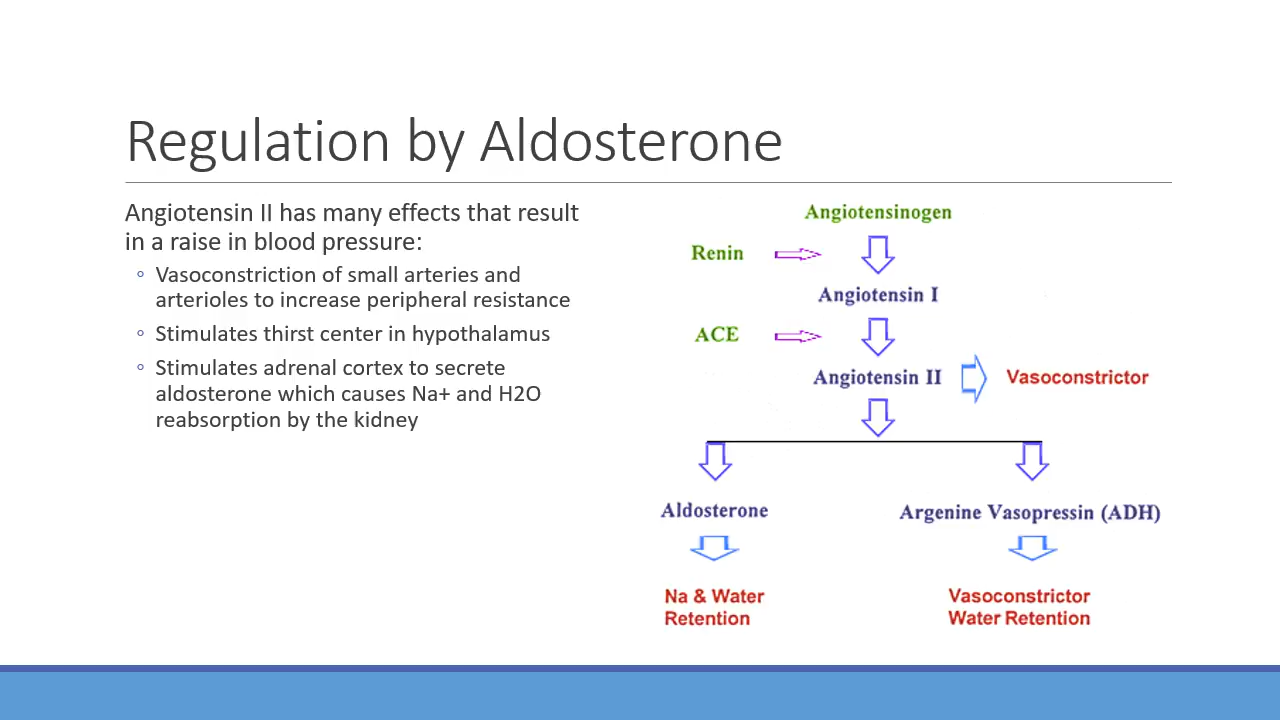 Regulation by Aldosterone
Angiotensin II has many effects that result
in a raise in blood pressure:
◦ Vasoconstriction of small arteries and
arterioles to increase peripheral resistance
◦ Stimulates thirst center in hypothalamus
◦ Stimulates adrenal cortex to secrete
aldosterone which causes Na+ and H2O
reabsorption by the kidney
Angiotensinogen
Renin
Angiotensin I
ACE
Angiotensin II
Vasoconstrictor
Aldosterone
Argenine Vasopressin (ADH)
Na & Water
Retention
Vasoconstrictor
Water Retention